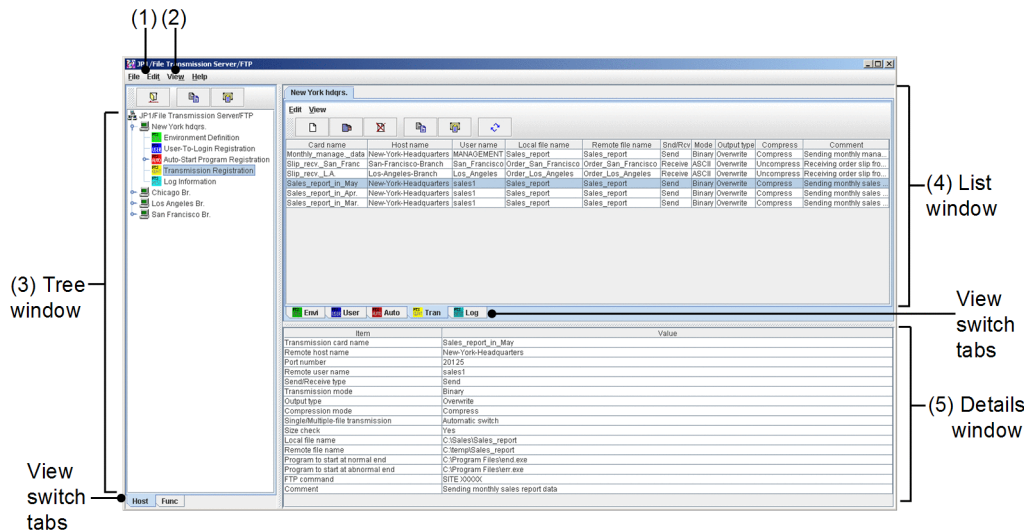 (1) (2)
JP1/File Transmission Server/FTP
File Edit View Help
JP1/File Transmission Server/FTP
New York hdqrs.
Environment Definition
User-To-Login Registration
Auto-Start Program Registration
Transmission Registration
Log Information
Chicago Br.
Los Angeles Br.
San Francisco Br.
Host Func
(3) Tree
window
View
switch
tabs
New York hdqrs.
Edit View
Card name Host name User name Local file name Remote file name Snd/Rcv Mode Output type Compress Comment
Monthly_manage._data New-York-Headquarters MANAGEMENT Sales_report Sales_report Send Binary Overwrite Compress Sending monthly mana...
Slip_recv._San_Franc San-Francisco-Branch San_Francisco Order_San_Francisco Order_San_Francisco Receive ASCII Overwrite Uncompress Receiving order slip fro...
Slip_recv._L.A. Los-Angeles-Branch Los_Angeles Order_Los_Angeles Order_Los_Angeles Receive ASCII Overwrite Uncompress Receiving order slip fro...
Sales_report_in_May New-York-Headquarters sales1 Sales_report Sales_report Send Binary Overwrite Compress Sending monthly sales ...
Sales_report_in_Apr. New-York-Headquarters sales1 Sales_report Sales_report Send Binary Overwrite Compress Sending monthly sales ...
Sales_report_in_Mar. New-York-Headquarters sales1 Sales_report Sales_report Send Binary Overwrite Compress Sending monthly sales ...
Envi User Auto Tran Log
(4) List
window
View
switch
tabs
Item Value
Transmission card name Sales_report_in_May
Remote host name New-York-Headquarters
Port number 20125
Remote user name sales1
Send/Receive type Send
Transmission mode Binary
Output type Overwrite
Compression mode Compress
Single/Multiple-file transmission Automatic switch
Size check Yes
Local file name C:\Sales\Sales_report
Remote file name C:\temp\Sales_report
Program to start at normal end C:\Program Files\end.exe
Program to start at abnormal end C:\Program Files\err.exe
FTP command SITE XXXXX
Comment Sending monthly sales report data
(5) Details
window